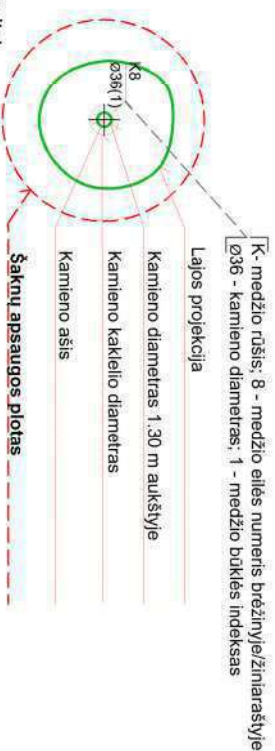 K- medžio rūšis; 8 - medžio eilės numeris brėžinyje/žiniaraštyje
ø36 - kamieno diametras; 1 - medžio būklės indeksas
K8
ø36(1)
Lajos projekcija
Kamieno diametras 1.30 m aukštyje
Kamieno kaklelio diametras
Kamieno ašis
Šaknų apsaugos plotas